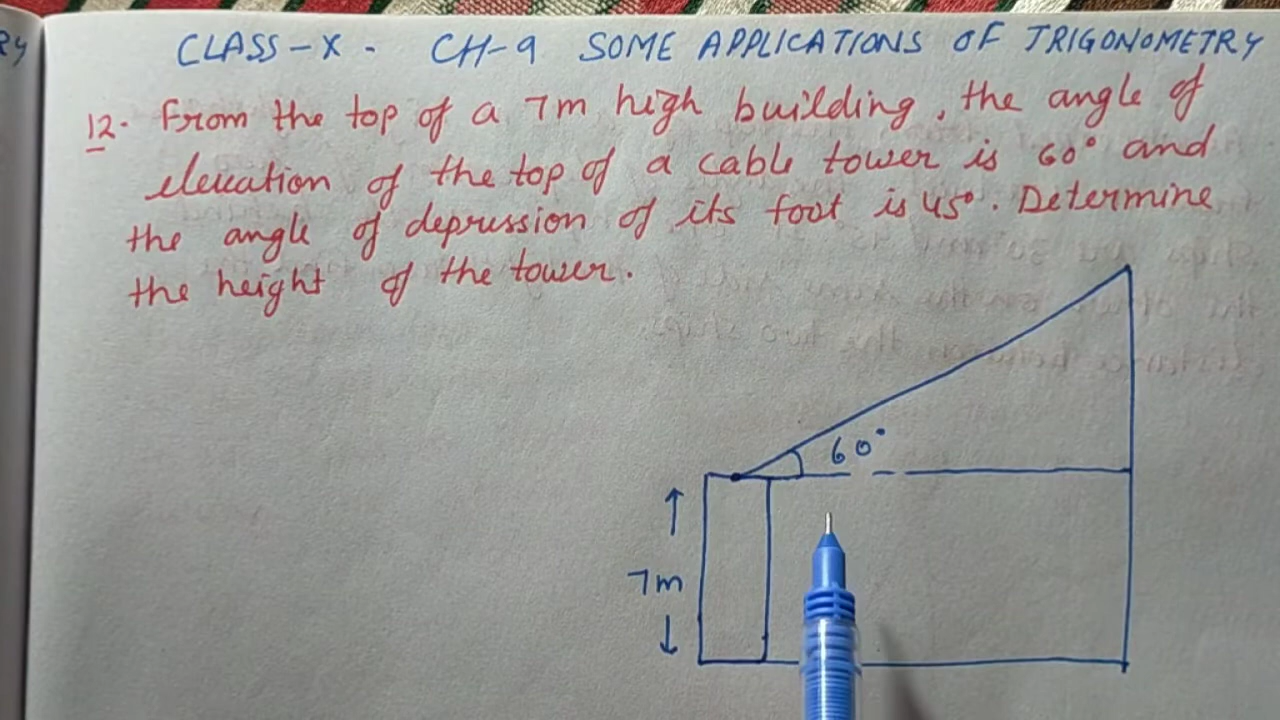 RY
CLASS-X - CH-9 SOME APPLICATIONS OF TRIGONOMETRY
12. From the top of a 7m high building, the angle of
elevation of the top of a cable tower is 60° and
the angle of depression of its foot is 45°. Determine
the height of the tower.
60°
7m